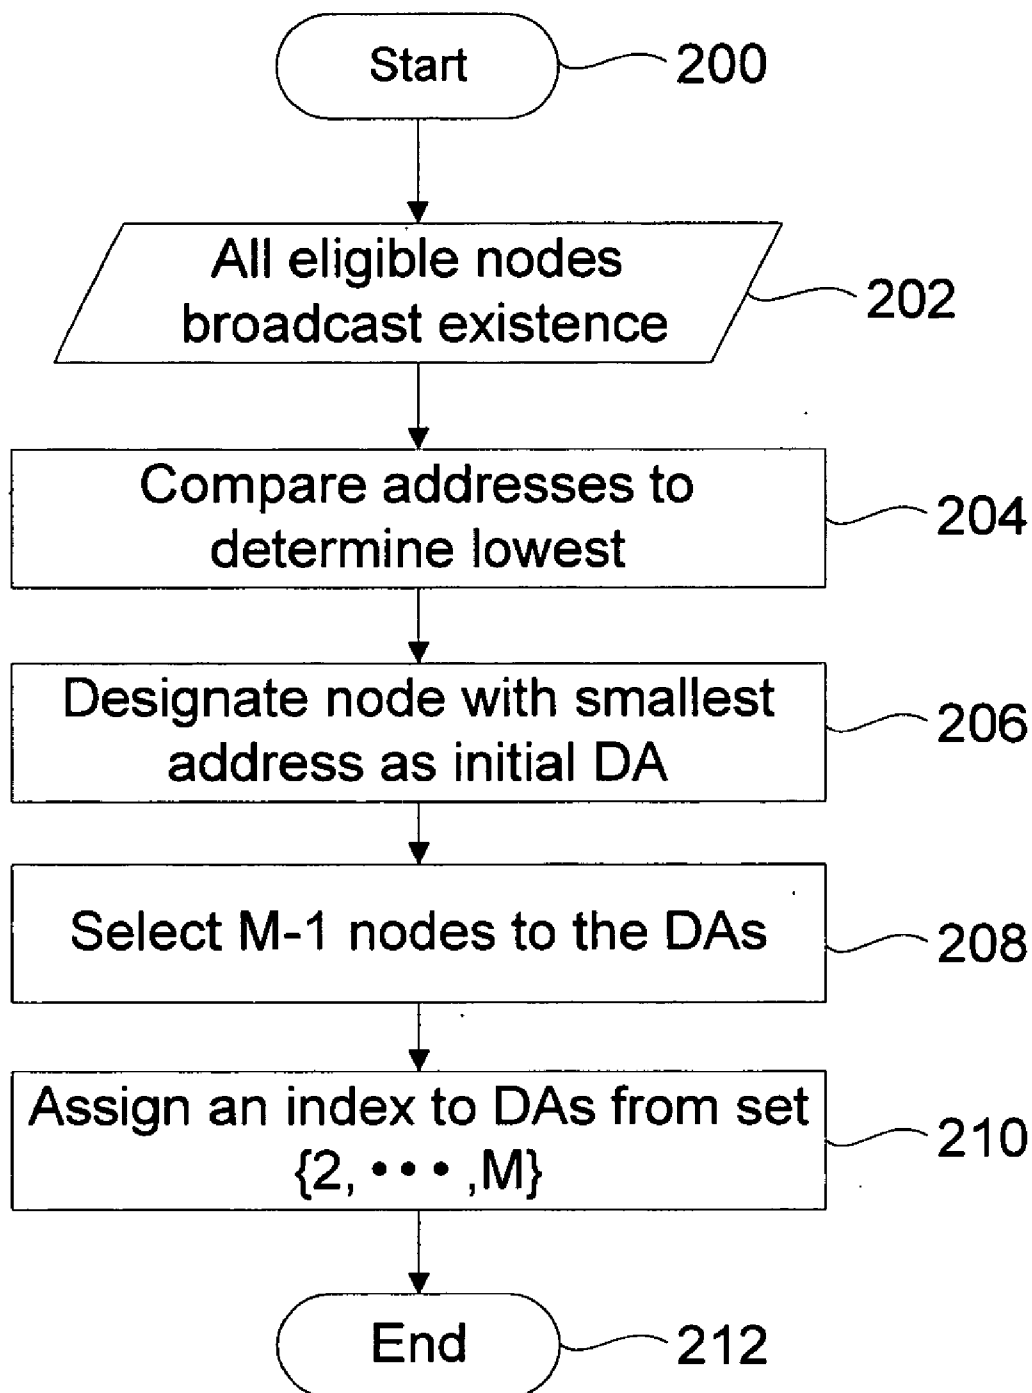 Start
200
All eligible nodes
broadcast existence
202
Compare addresses to
determine lowest
204
Designate node with smallest
address as initial DA
206
Select M-1 nodes to the DAs
208
Assign an index to DAs from set
{2, • • • ,M}
210
End
212